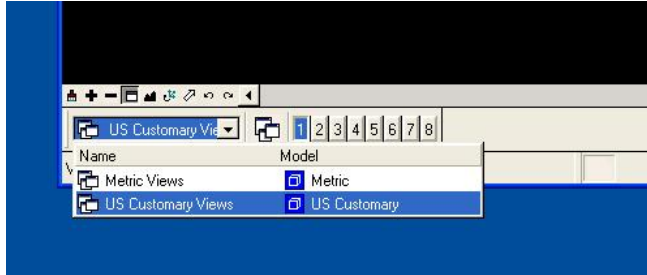 US Customary Vie
1 2 3 4 5 6 7 8
Name Model
Metric Views Metric
US Customary Views US Customary